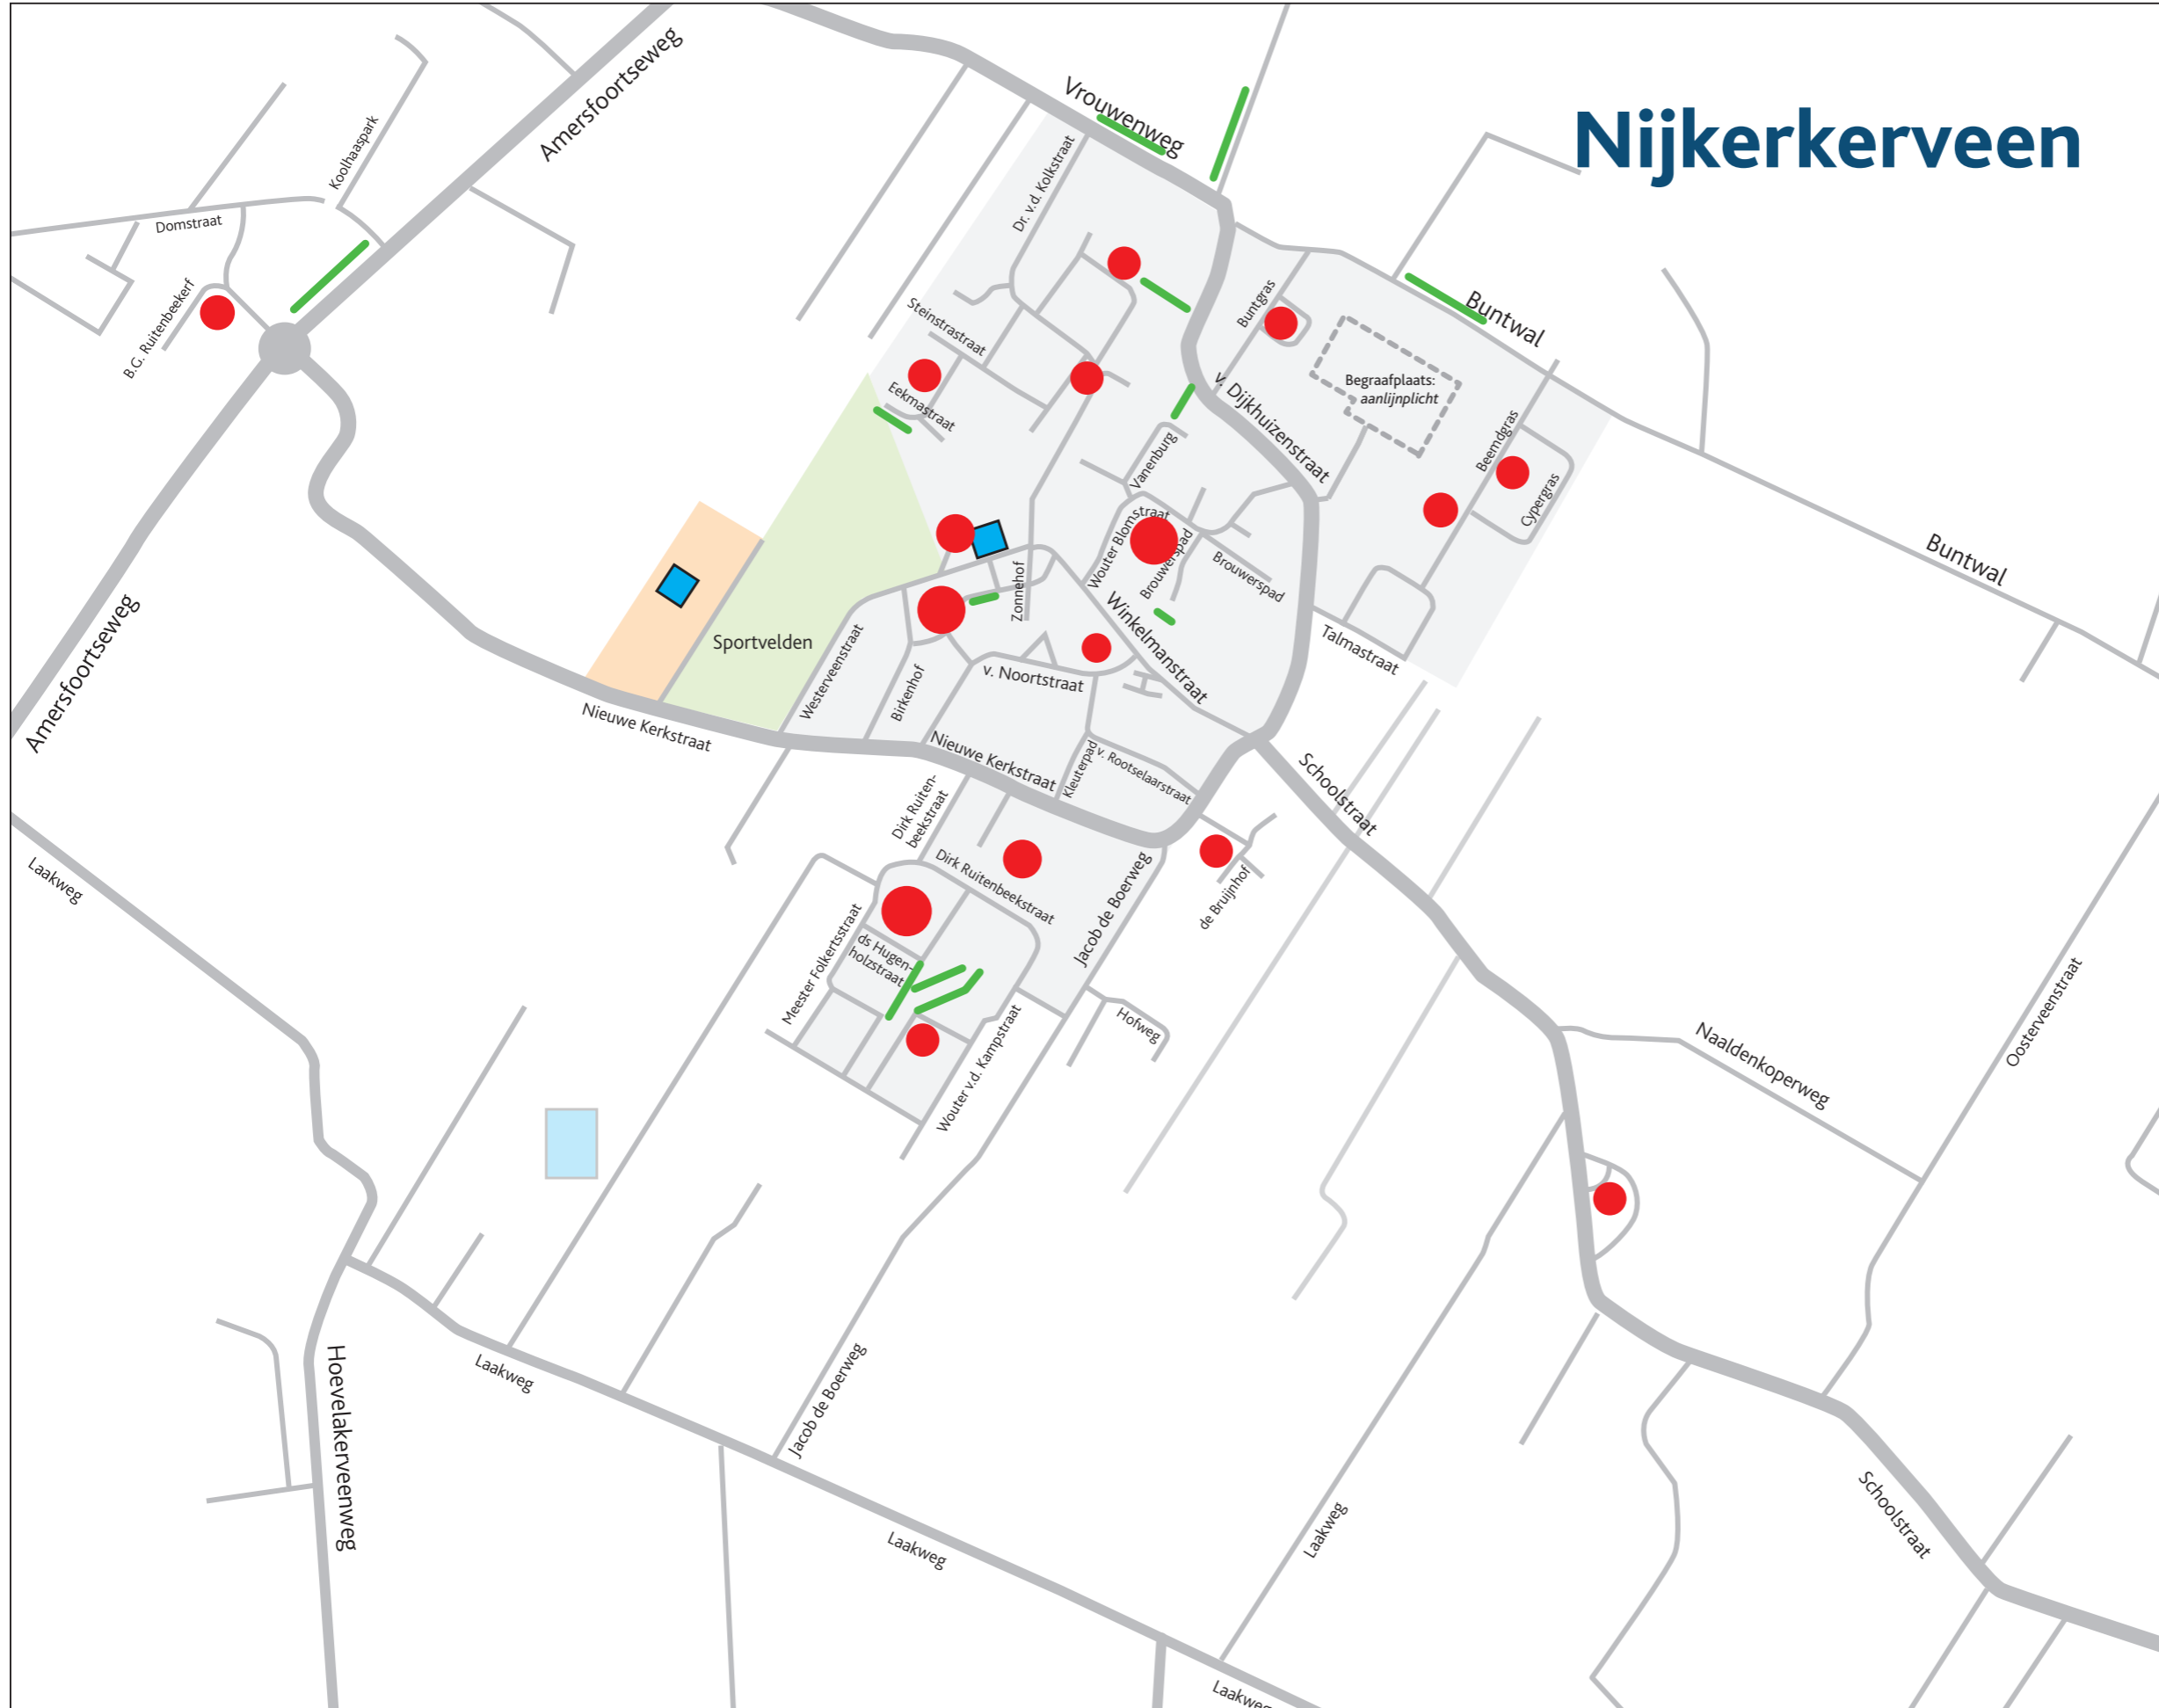 Nijkerkerveen
Amersfoortseweg
Vrouwenweg
Koolhaaspark
Domstraat
B.G. Ruitenbeekerf
Dr. v.d. Kolkstraat
Steinstrastraat
Eekmastraat
Buntgras
Buntwal
v. Dijkhuizenstraat
Begraafplaats:
aanlijnplicht
Beemdgras
Cypergras
Vanenburg
Wouter Blomstraat
Brouwerspad
Brouwerspad
Buntwal
Zonnehof
Winkelmanstraat
Talmastraat
Sportvelden
Westerveenstraat
Birkenhof
v. Noortstraat
Amersfoortseweg
Nieuwe Kerkstraat
Nieuwe Kerkstraat
Kleuterpad
v. Rootselaarstraat
Schoolstraat
Dirk Ruiten-
beekstraat
Dirk Ruitenbeekstraat
de Bruijnhof
Jacob de Boerweg
Laakweg
Meester Folkertsstraat
ds Hugen-
holzstraat
Wouter v.d. Kampstraat
Hofweg
Naaldenkoperweg
Oosterveenstraat
Hoevelakerveenweg
Laakweg
Jacob de Boerweg
Laakweg
Laakweg
Schoolstraat
Laakweg